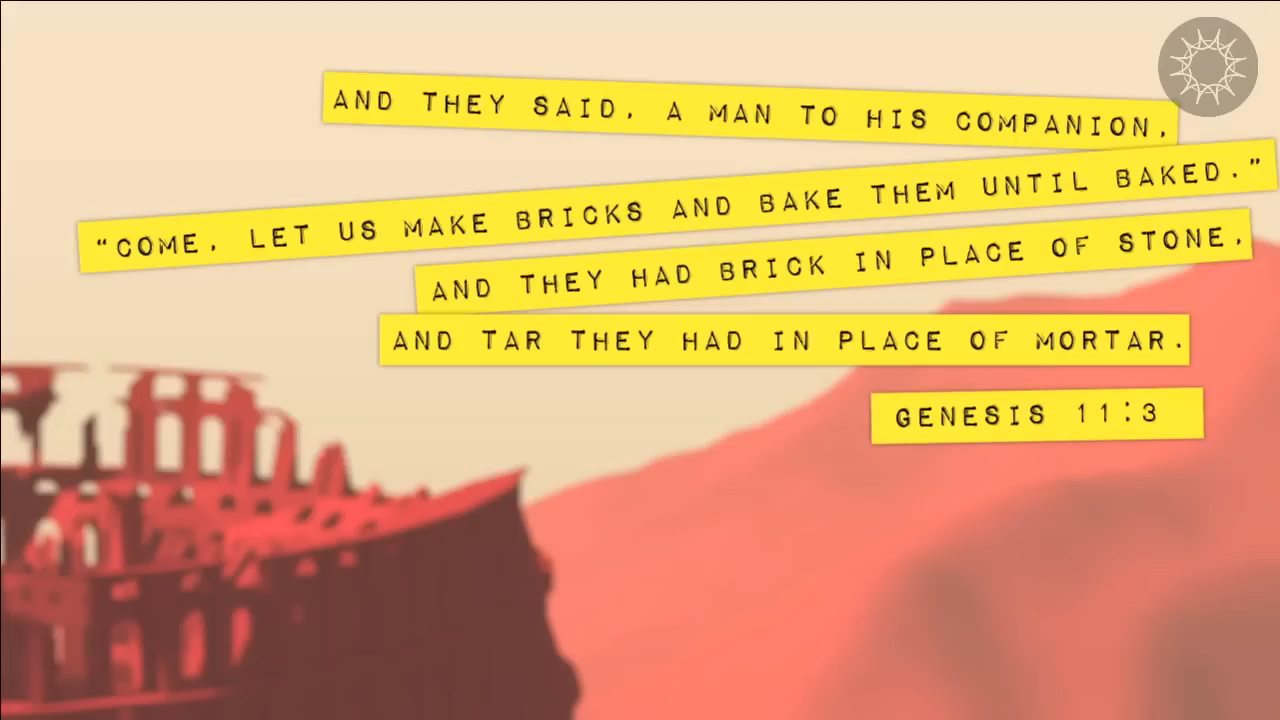 AND THEY SAID, A MAN TO HIS COMPANION,
“COME, LET US MAKE BRICKS AND BAKE THEM UNTIL BAKED.”
AND THEY HAD BRICK IN PLACE OF STONE,
AND TAR THEY HAD IN PLACE OF MORTAR.
GENESIS 11:3